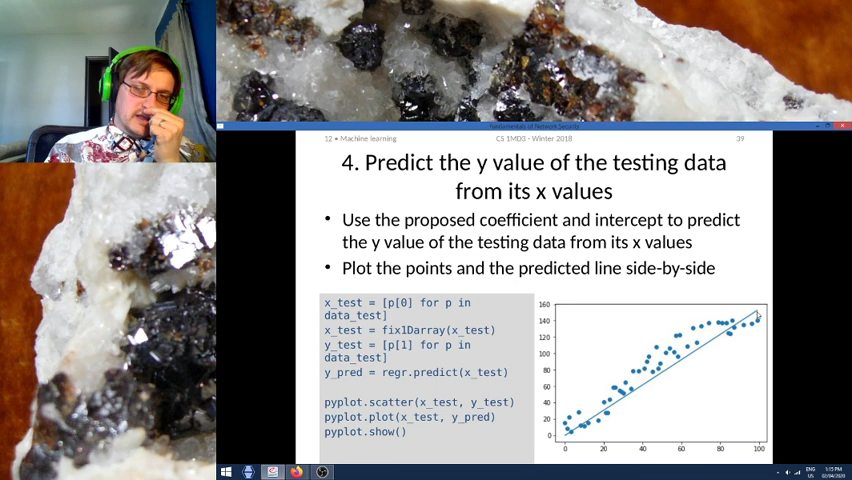 Fundamentals of Network Security
12 • Machine learning
CS 1MD3 - Winter 2018
39
4. Predict the y value of the testing data
from its x values
• Use the proposed coefficient and intercept to predict
the y value of the testing data from its x values
• Plot the points and the predicted line side-by-side
x_test = [p[0] for p in
data_test]
x_test = fix1Darray(x_test)
y_test = [p[1] for p in
data_test]
y_pred = regr.predict(x_test)
pyplot.scatter(x_test, y_test)
pyplot.plot(x_test, y_pred)
pyplot.show()
160
140
120
100
80
60
40
20
0
0 20 40 60 80 100
ENG
US
1:15 PM
02/04/2020